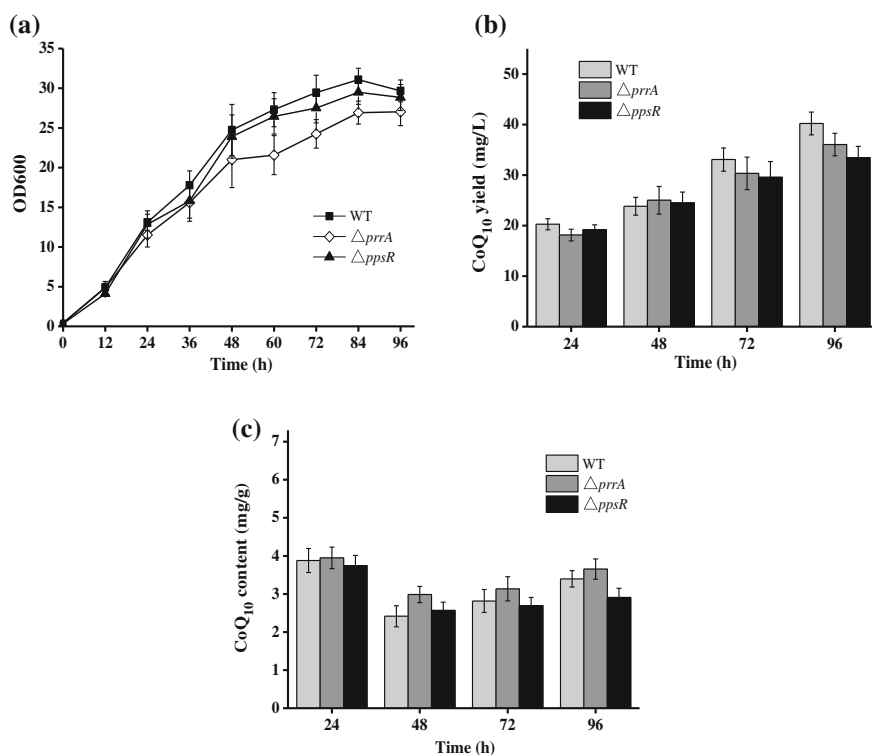 (a)
35
30
25
20
15
10
5
0
OD600
0 12 24 36 48 60 72 84 96
Time (h)
WT
△prrA
△ppsR
(b)
50
40
30
20
10
0
CoQ10 yield (mg/L)
WT
△prrA
△ppsR
24 48 72 96
Time (h)
(c)
7
6
5
4
3
2
1
0
CoQ10 content (mg/g)
WT
△prrA
△ppsR
24 48 72 96
Time (h)